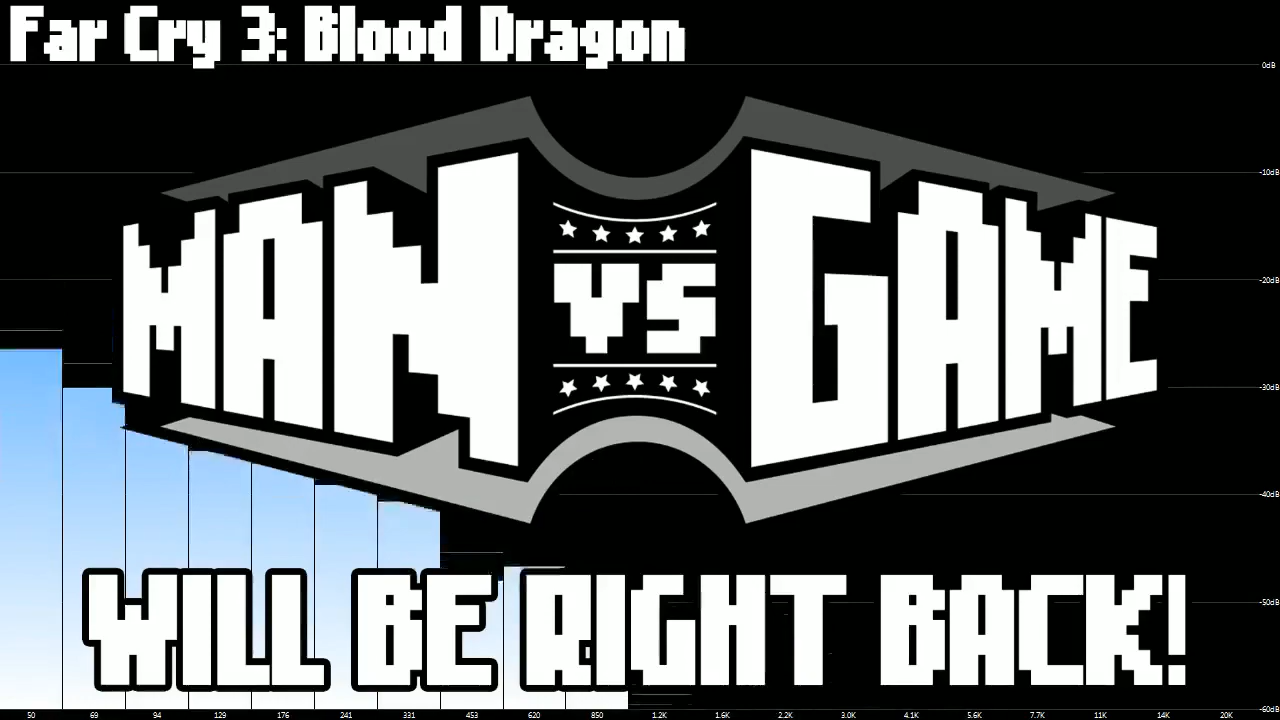 Far Cry 3: Blood Dragon
0dB
-10dB
MAN VS GAME
-20dB
-30dB
-40dB
-50dB
WILL BE RIGHT BACK!
-60dB
50 69 94 129 176 241 331 453 620 850 1.2K 1.6K 2.2K 3.0K 4.1K 5.6K 7.7K 11K 14K 20K